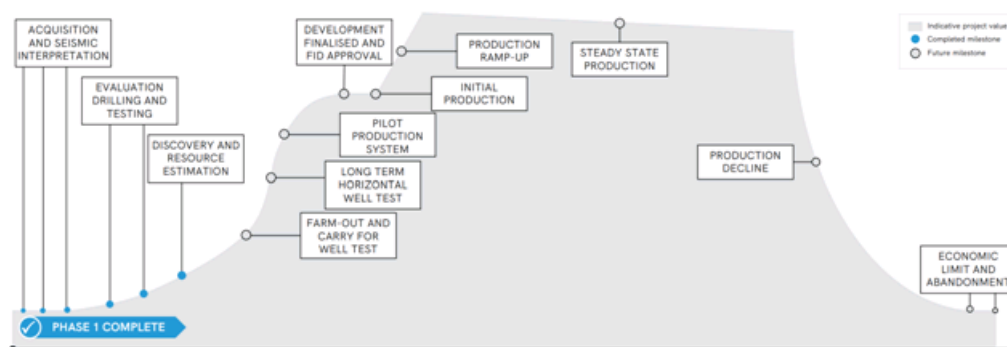 ACQUISITION
AND SEISMIC
INTERPRETATION
EVALUATION
DRILLING AND
TESTING
DISCOVERY AND
RESOURCE
ESTIMATION
DEVELOPMENT
FINALISED AND
FID APPROVAL
PRODUCTION
RAMP-UP
INITIAL
PRODUCTION
PILOT
PRODUCTION
SYSTEM
LONG TERM
HORIZONTAL
WELL TEST
FARM-OUT AND
CARRY FOR
WELL TEST
STEADY STATE
PRODUCTION
PRODUCTION
DECLINE
ECONOMIC
LIMIT AND
ABANDONMENT
Indicative project value
Completed milestone
Future milestone
PHASE 1 COMPLETE